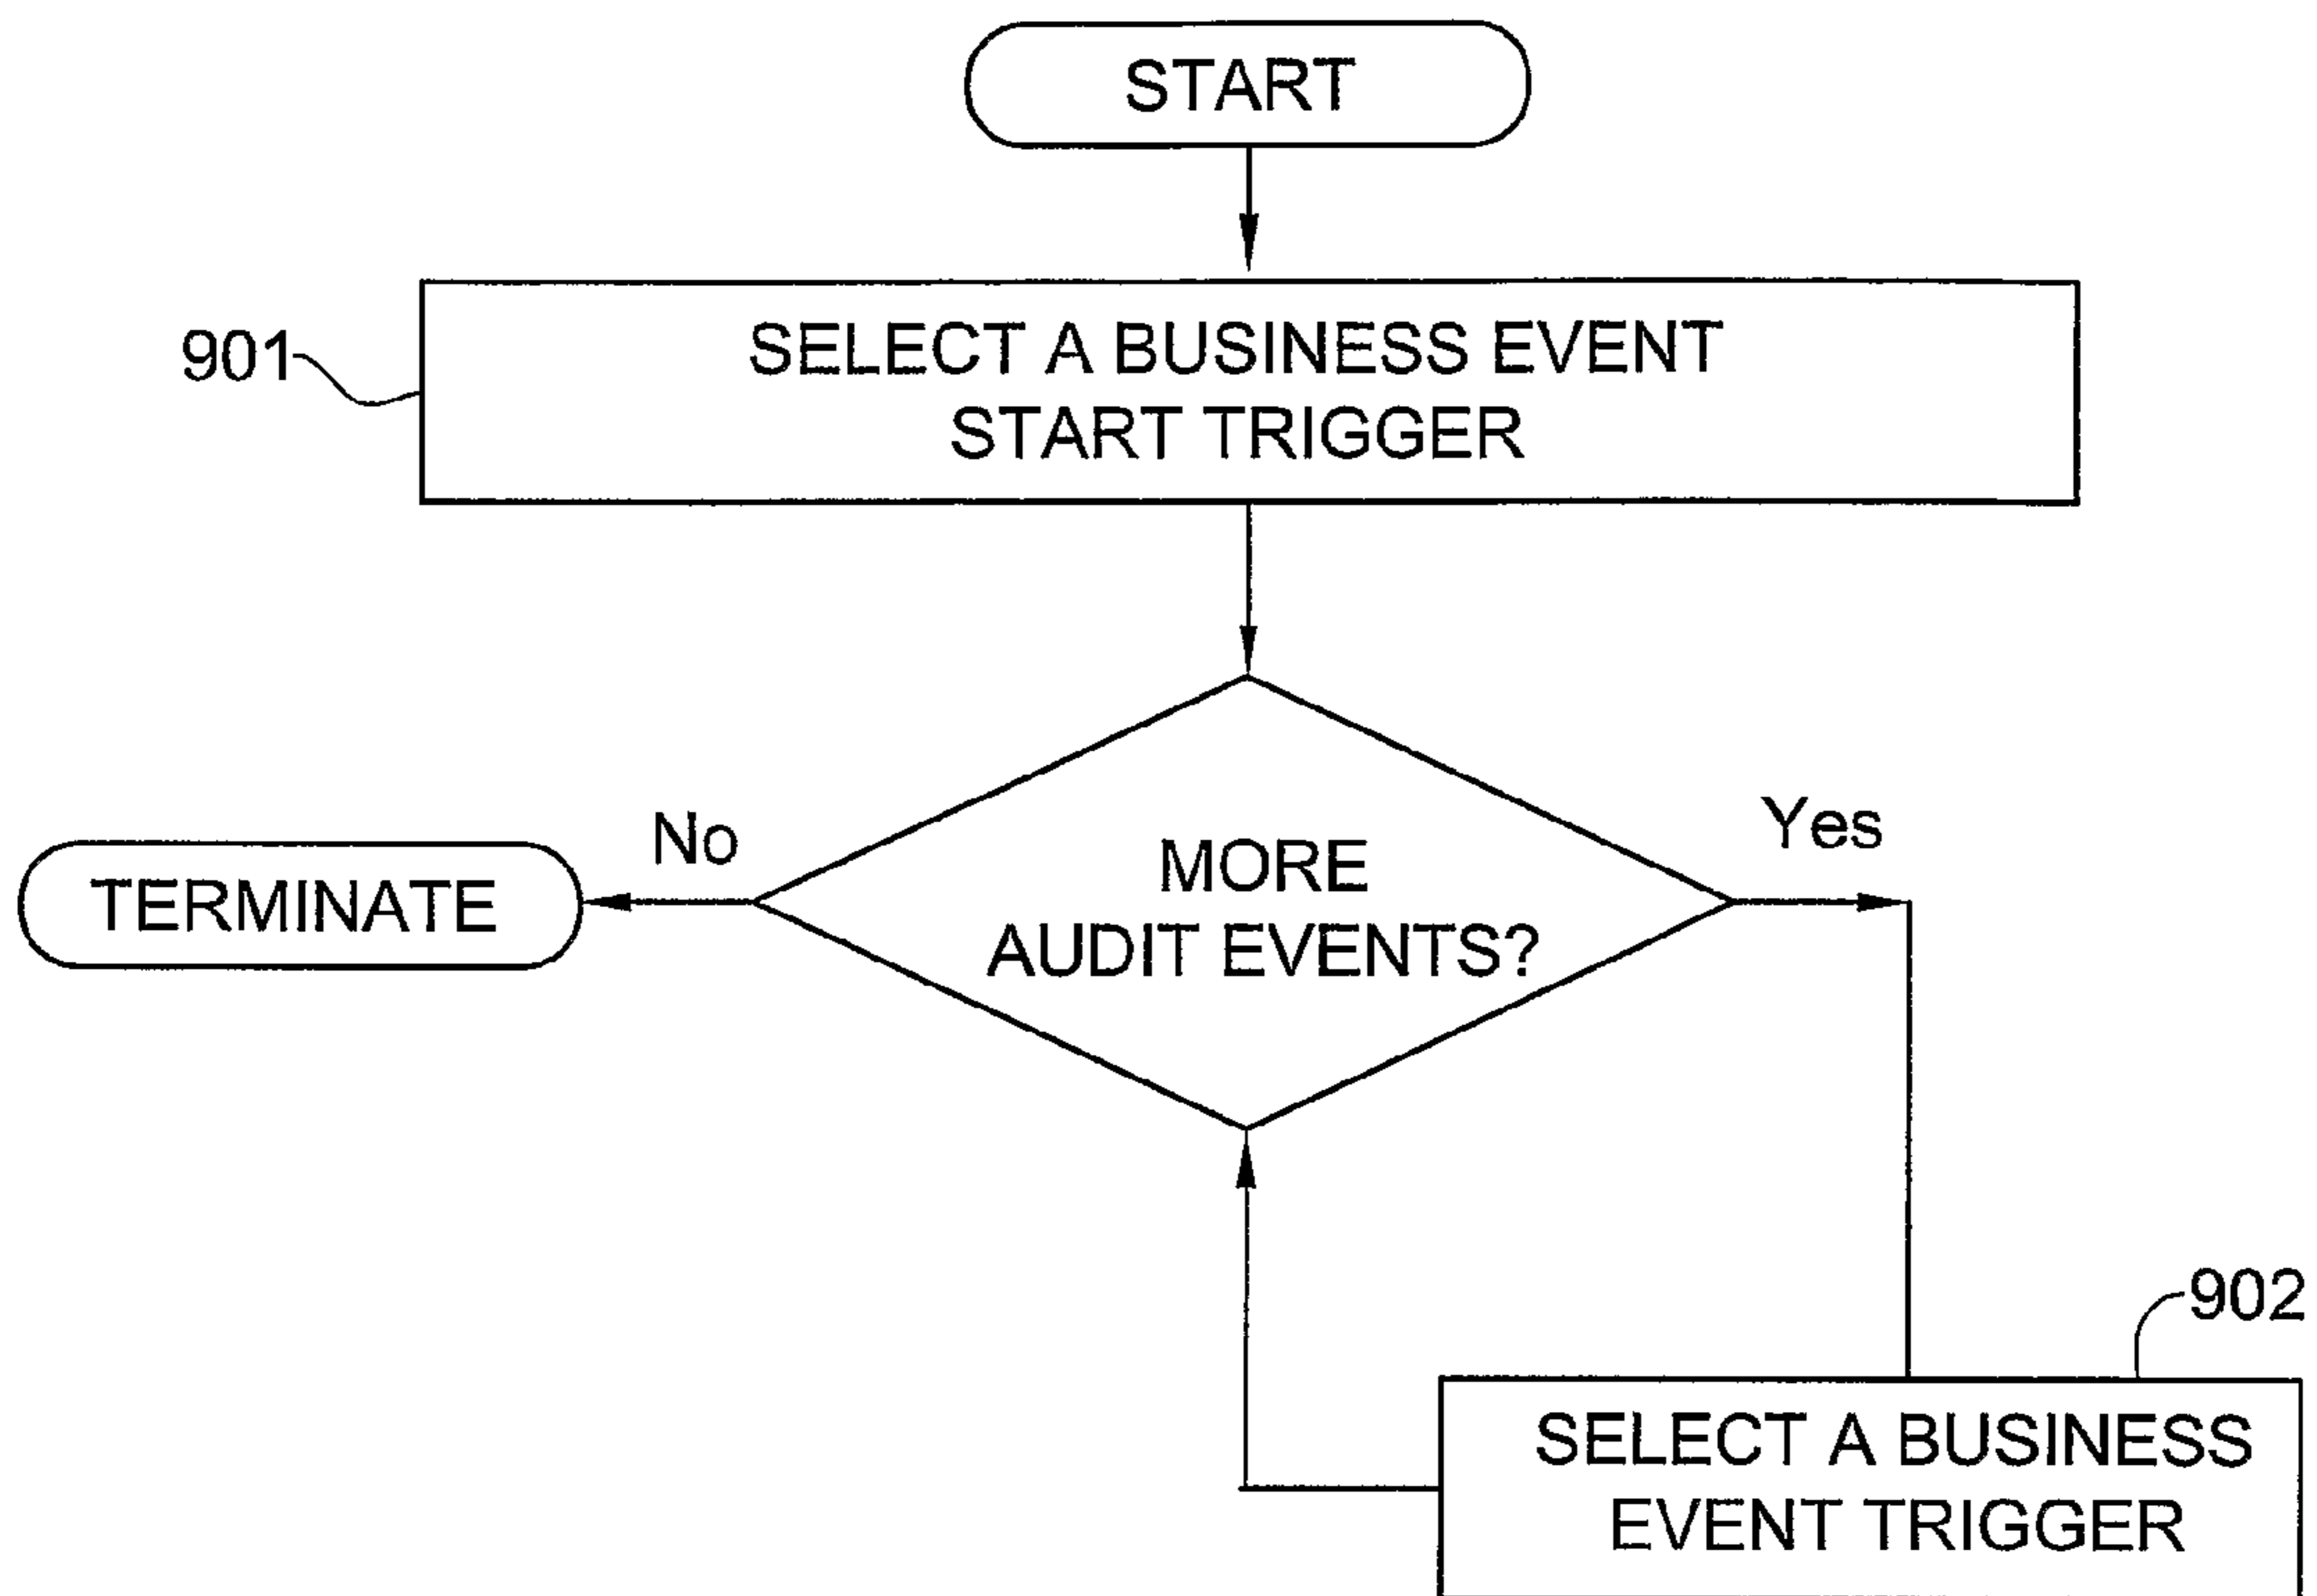 START
901
SELECT A BUSINESS EVENT
START TRIGGER
No
Yes
TERMINATE
MORE
AUDIT EVENTS?
902
SELECT A BUSINESS
EVENT TRIGGER